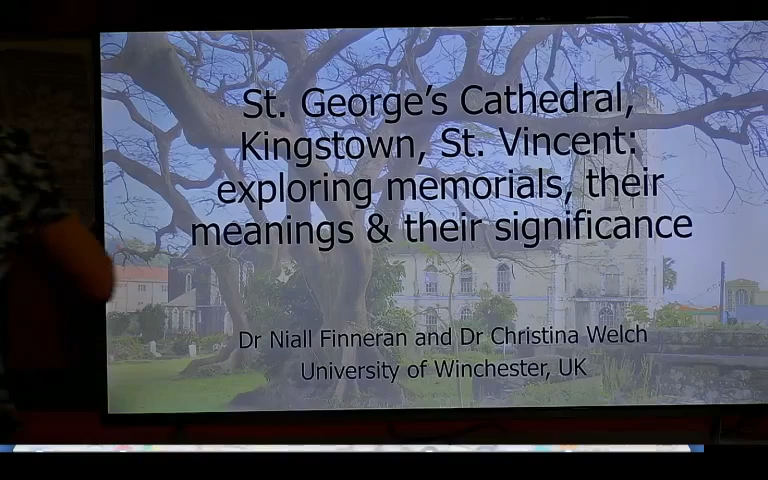 St. George's Cathedral,
Kingstown, St. Vincent:
exploring memorials, their
meanings & their significance
Dr Niall Finneran and Dr Christina Welch
University of Winchester, UK